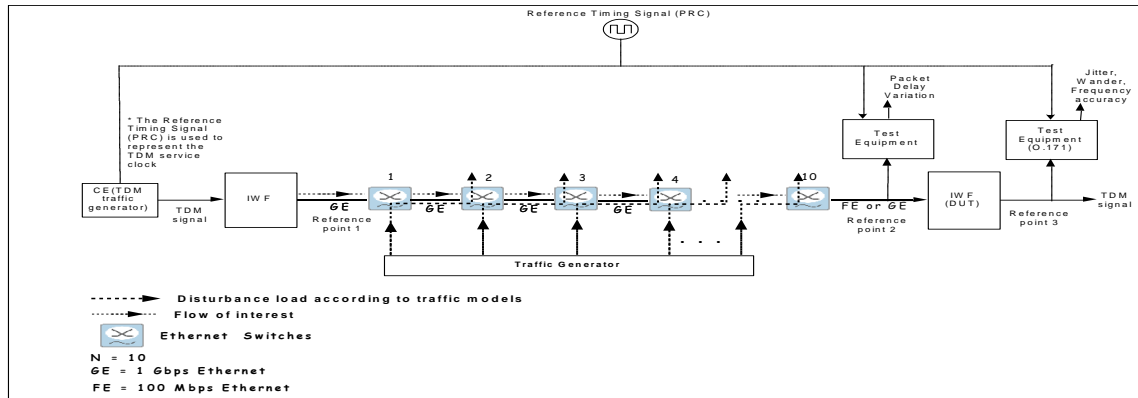 Reference Timing Signal (PRC)
* The Reference
Timing Signal
(PRC) is used to
represent the
TDM service
clock
Packet
Delay
Variation
Jitter,
Wander,
Frequency
accuracy
Test
Equipment
Test
Equipment
(O.171)
CE(TDM
traffic
generator)
TDM
signal
IWF
GE
Reference
point 1
1
GE
2
GE
3
GE
4
10
FE or GE
Reference
point 2
IWF
(DUT)
Reference
point 3
TDM
signal
Traffic Generator
Disturbance load according to traffic models
Flow of interest
Ethernet Switches
N = 10
GE = 1 Gbps Ethernet
FE = 100 Mbps Ethernet